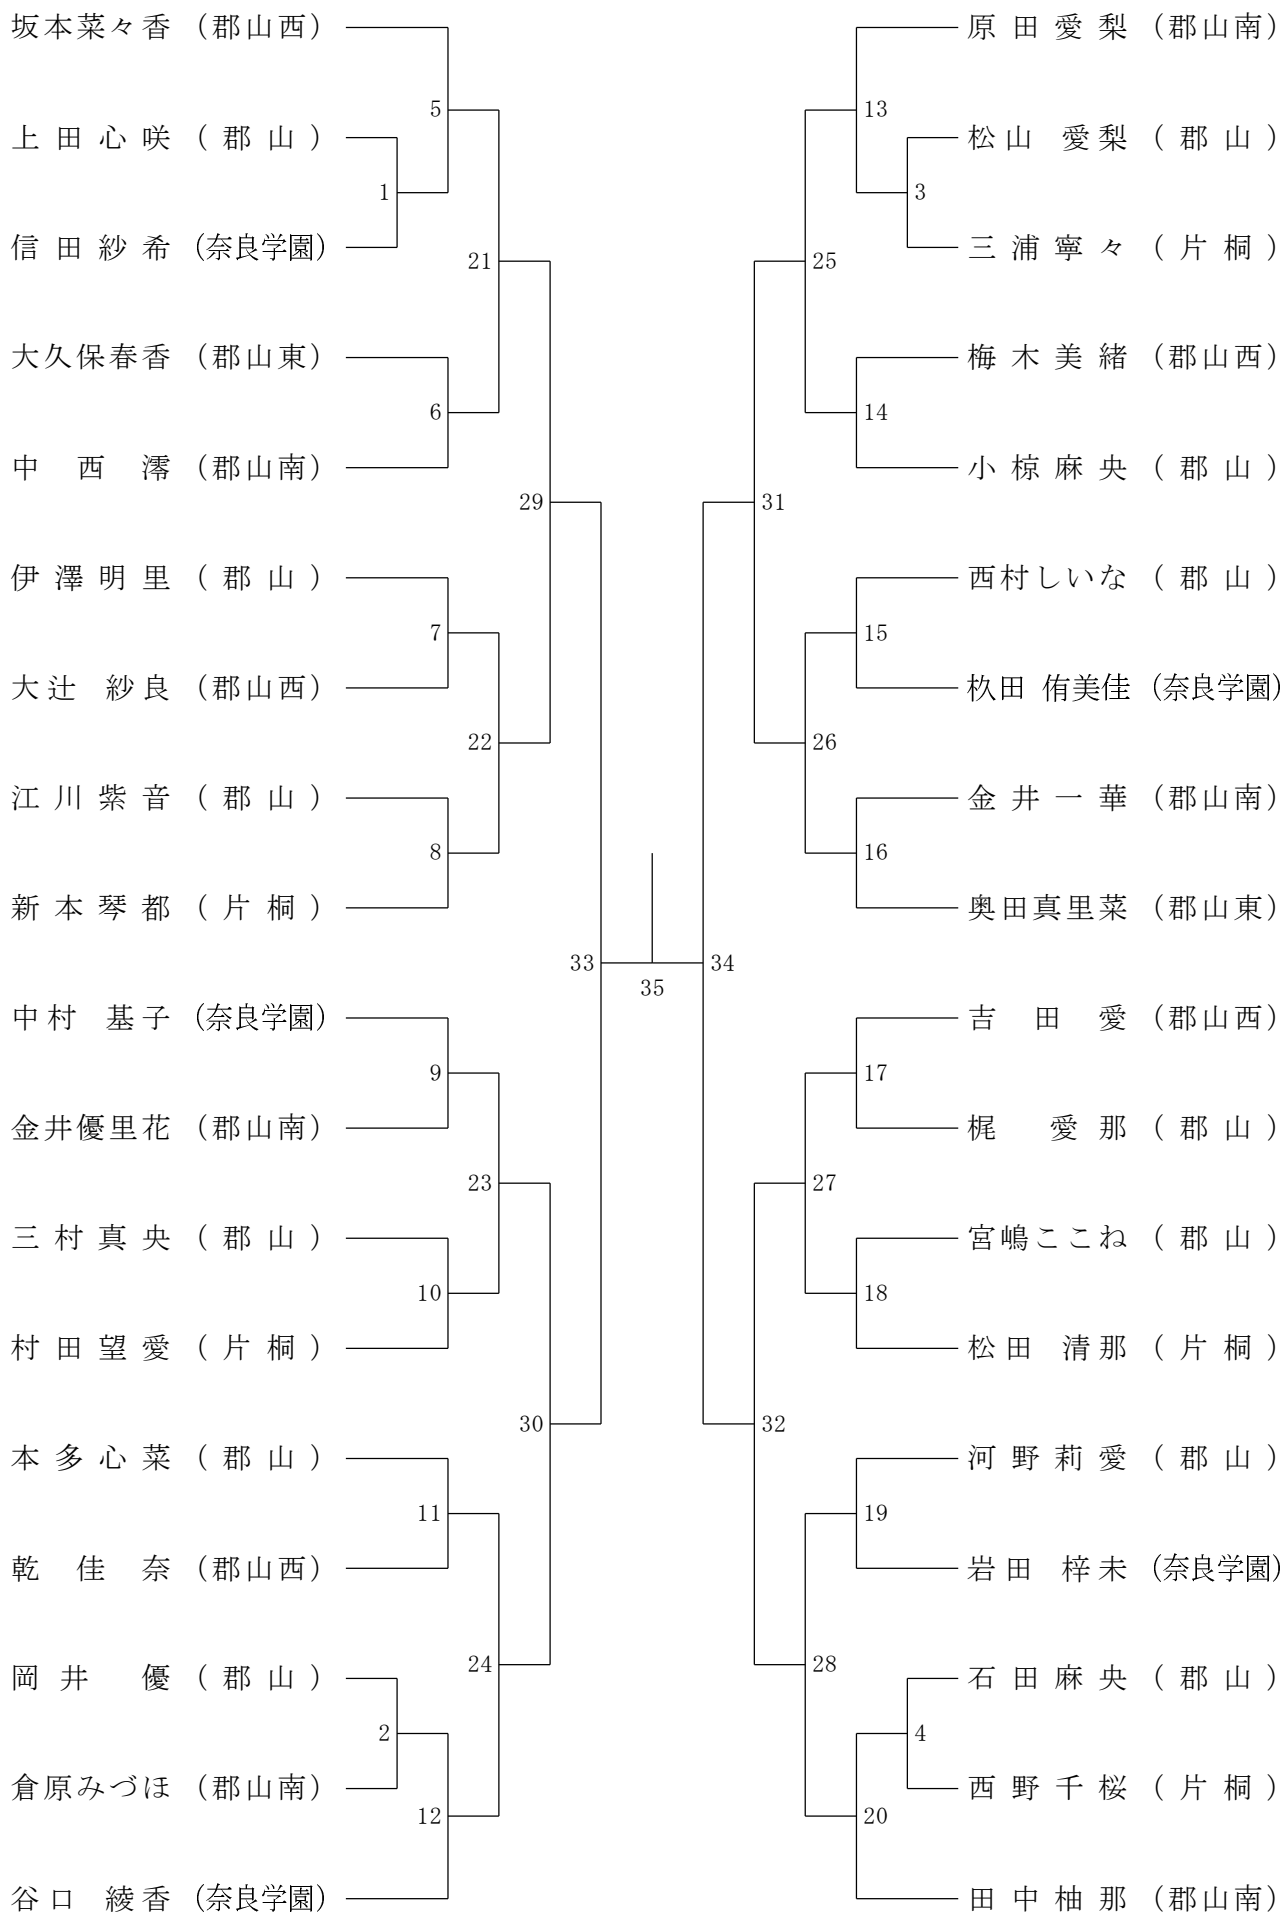 坂本菜々香 (郡山西)
5
上田心咲 (郡山)
1
信田紗希 (奈良学園)
21
大久保春香 (郡山東)
6
中西澪 (郡山南)
29
伊澤明里 (郡山)
7
大辻 紗良 (郡山西)
22
江川紫音 (郡山)
8
新本琴都 (片桐)
33
中村 基子 (奈良学園)
9
金井優里花 (郡山南)
23
三村真央 (郡山)
10
村田望愛 (片桐)
30
本多心菜 (郡山)
11
乾佳奈 (郡山西)
24
岡井優 (郡山)
2
倉原みづほ (郡山南)
12
谷口 綾香 (奈良学園)
35
原田愛梨 (郡山南)
13
松山 愛梨 (郡山)
3
三浦寧々 (片桐)
25
梅木美緒 (郡山西)
14
小椋麻央 (郡山)
31
西村しいな (郡山)
15
杦田 侑美佳 (奈良学園)
26
金井一華 (郡山南)
16
奥田真里菜 (郡山東)
34
吉田愛 (郡山西)
17
梶 愛那 (郡山)
27
宮嶋ここね (郡山)
18
松田 清那 (片桐)
32
河野莉愛 (郡山)
19
岩田 梓未 (奈良学園)
28
石田麻央 (郡山)
4
西野千桜 (片桐)
20
田中柚那 (郡山南)